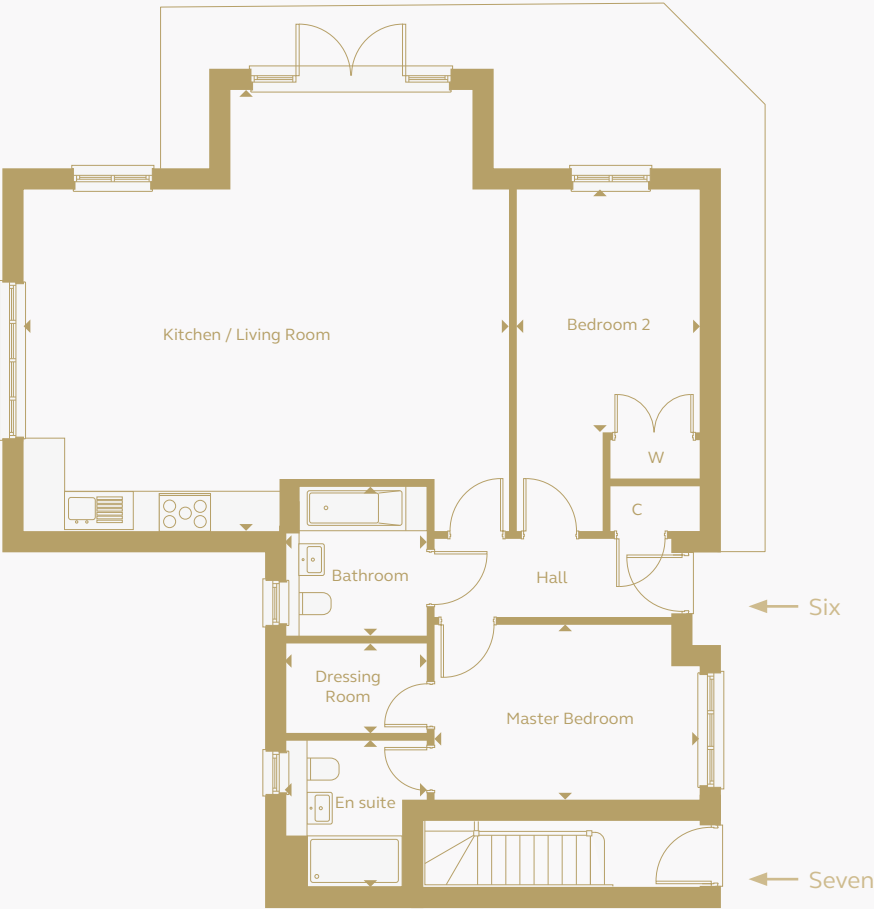 Kitchen / Living Room
Bedroom 2
W
C
Bathroom
Hall
Six
Dressing
Room
Master Bedroom
En suite
Seven